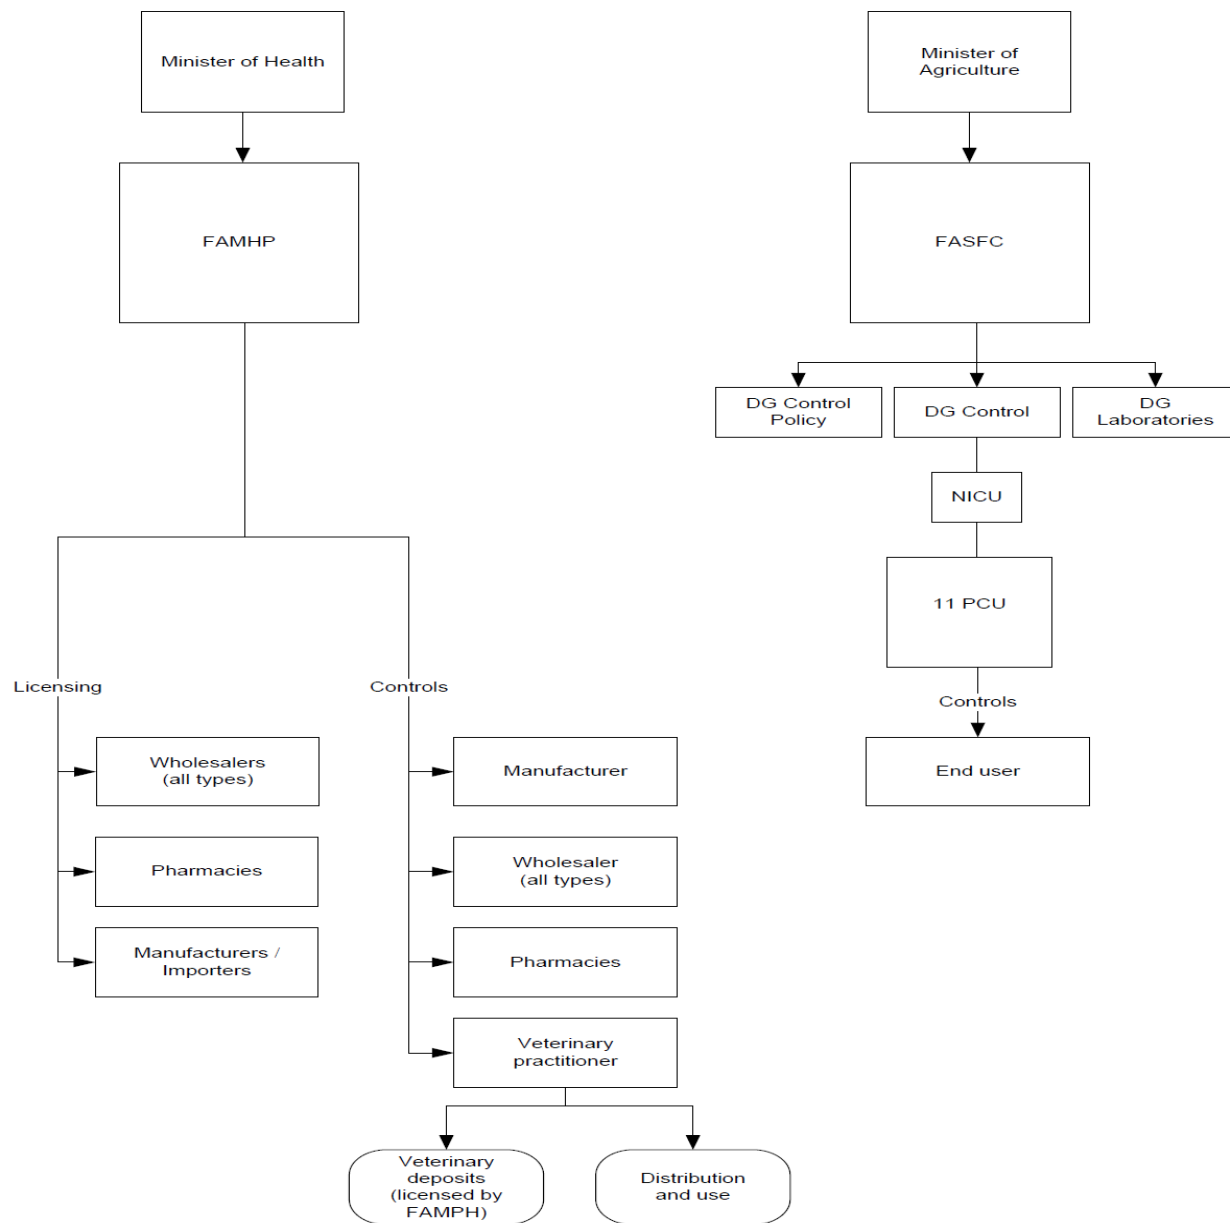 Minister of Health
Minister of
Agriculture
FAMHP
FASFC
DG Control
Policy
DG Control
DG
Laboratories
NICU
11 PCU
Licensing
Controls
Controls
Wholesalers
(all types)
Manufacturer
End user
Pharmacies
Wholesaler
(all types)
Manufacturers /
Importers
Pharmacies
Veterinary
practitioner
Veterinary
deposits
(licensed by
FAMPH)
Distribution
and use